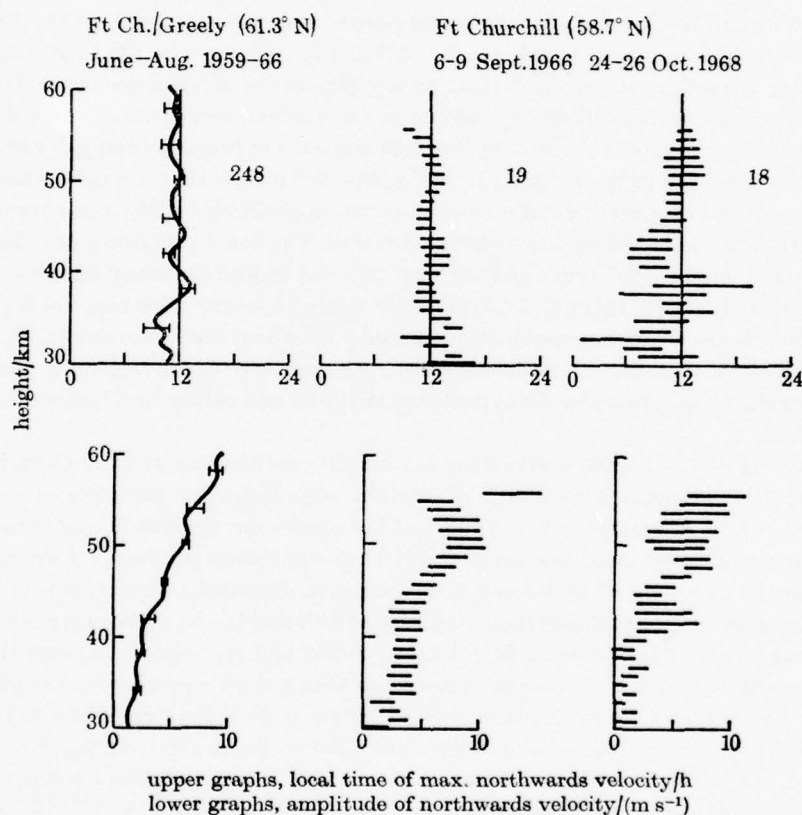 Ft Ch./Greely (61.3° N) Ft Churchill (58.7° N)
June–Aug. 1959–66 6-9 Sept.1966 24–26 Oct.1968
60
248 19 18
50
40
30
0 12 24 0 12 24 0 12 24
height/km
60
50
40
30
0 10 0 10 0 10
upper graphs, local time of max. northwards velocity/h
lower graphs, amplitude of northwards velocity/(m s⁻¹)